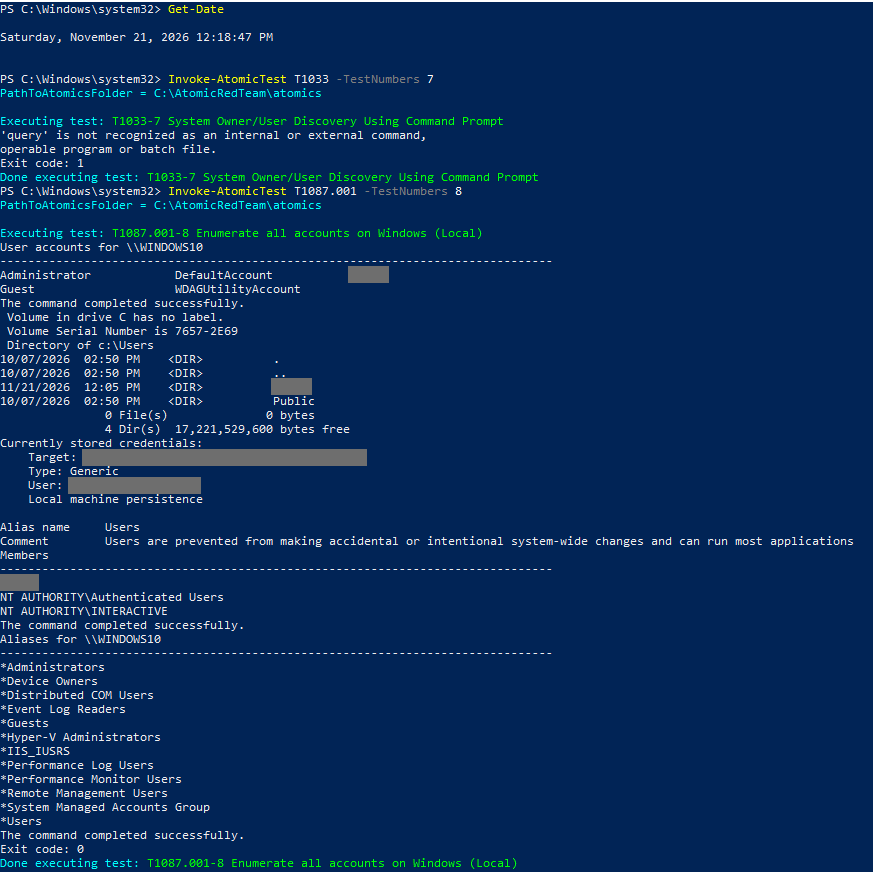 PS C:\Windows\system32> Get-Date
Saturday, November 21, 2026 12:18:47 PM
PS C:\Windows\system32> Invoke-AtomicTest T1033 -TestNumbers 7
PathToAtomicsFolder = C:\AtomicRedTeam\atomics
Executing test: T1033-7 System Owner/User Discovery Using Command Prompt
'query' is not recognized as an internal or external command,
operable program or batch file.
Exit code: 1
Done executing test: T1033-7 System Owner/User Discovery Using Command Prompt
PS C:\Windows\system32> Invoke-AtomicTest T1087.001 -TestNumbers 8
PathToAtomicsFolder = C:\AtomicRedTeam\atomics
Executing test: T1087.001-8 Enumerate all accounts on Windows (Local)
User accounts for \\WINDOWS10
-------------------------------------------------------------------------------
Administrator            DefaultAccount
Guest                    WDAGUtilityAccount
The command completed successfully.
 Volume in drive C has no label.
 Volume Serial Number is 7657-2E69
 Directory of c:\Users
10/07/2026  02:50 PM    <DIR>          .
10/07/2026  02:50 PM    <DIR>          ..
11/21/2026  12:05 PM    <DIR>
10/07/2026  02:50 PM    <DIR>          Public
               0 File(s)              0 bytes
               4 Dir(s)  17,221,529,600 bytes free
Currently stored credentials:
    Target:
    Type: Generic
    User:
    Local machine persistence
Alias name     Users
Comment        Users are prevented from making accidental or intentional system-wide changes and can run most applications
Members
-------------------------------------------------------------------------------
NT AUTHORITY\Authenticated Users
NT AUTHORITY\INTERACTIVE
The command completed successfully.
Aliases for \\WINDOWS10
-------------------------------------------------------------------------------
*Administrators
*Device Owners
*Distributed COM Users
*Event Log Readers
*Guests
*Hyper-V Administrators
*IIS_IUSRS
*Performance Log Users
*Performance Monitor Users
*Remote Management Users
*System Managed Accounts Group
*Users
The command completed successfully.
Exit code: 0
Done executing test: T1087.001-8 Enumerate all accounts on Windows (Local)